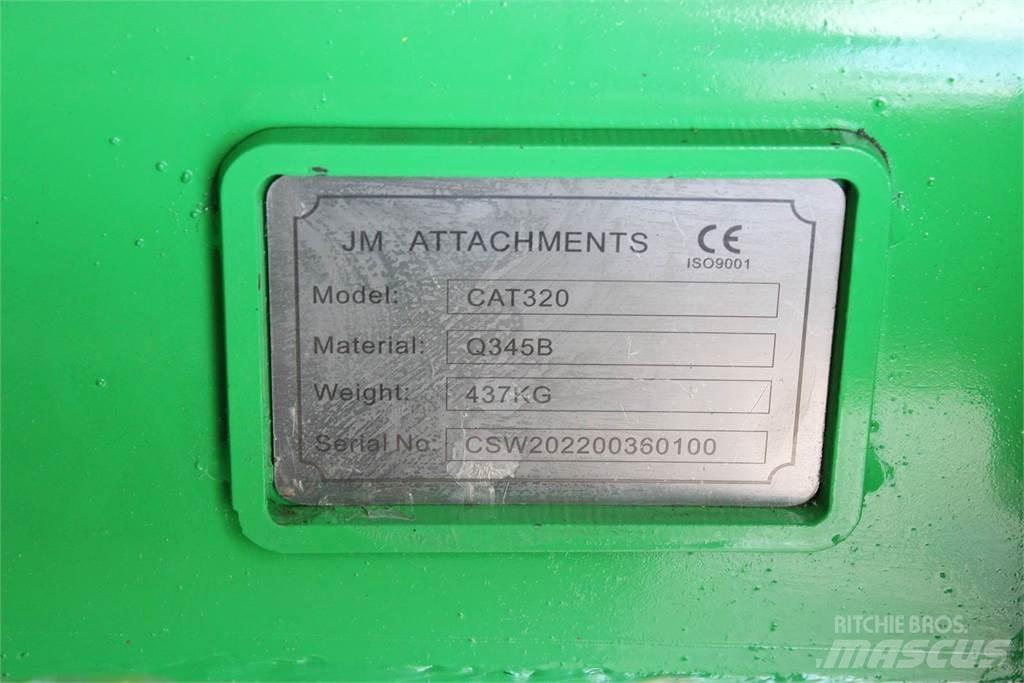 JM ATTACHMENTS CE
ISO9001
Model: CAT320
Material: Q345B
Weight: 437KG
Serial No: CSW202200360100
RITCHIE BROS.
MASCUS